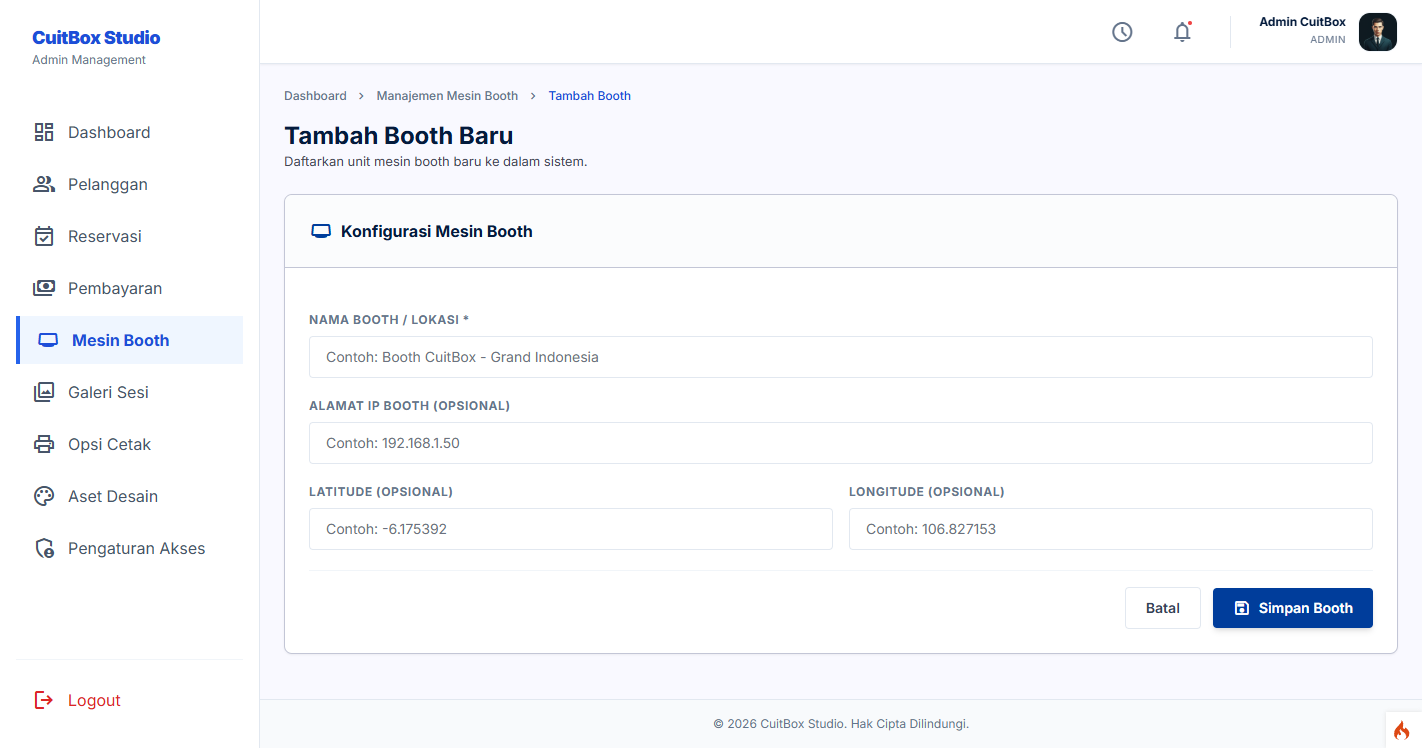 CuitBox Studio
Admin Management
Dashboard
Pelanggan
Reservasi
Pembayaran
Mesin Booth
Galeri Sesi
Opsi Cetak
Aset Desain
Pengaturan Akses
Logout
Admin CuitBox
ADMIN
Dashboard > Manajemen Mesin Booth > Tambah Booth
Tambah Booth Baru
Daftarkan unit mesin booth baru ke dalam sistem.
Konfigurasi Mesin Booth
NAMA BOOTH / LOKASI *
Contoh: Booth CuitBox - Grand Indonesia
ALAMAT IP BOOTH (OPSIONAL)
Contoh: 192.168.1.50
LATITUDE (OPSIONAL)
Contoh: -6.175392
LONGITUDE (OPSIONAL)
Contoh: 106.827153
Batal
Simpan Booth
© 2026 CuitBox Studio. Hak Cipta Dilindungi.